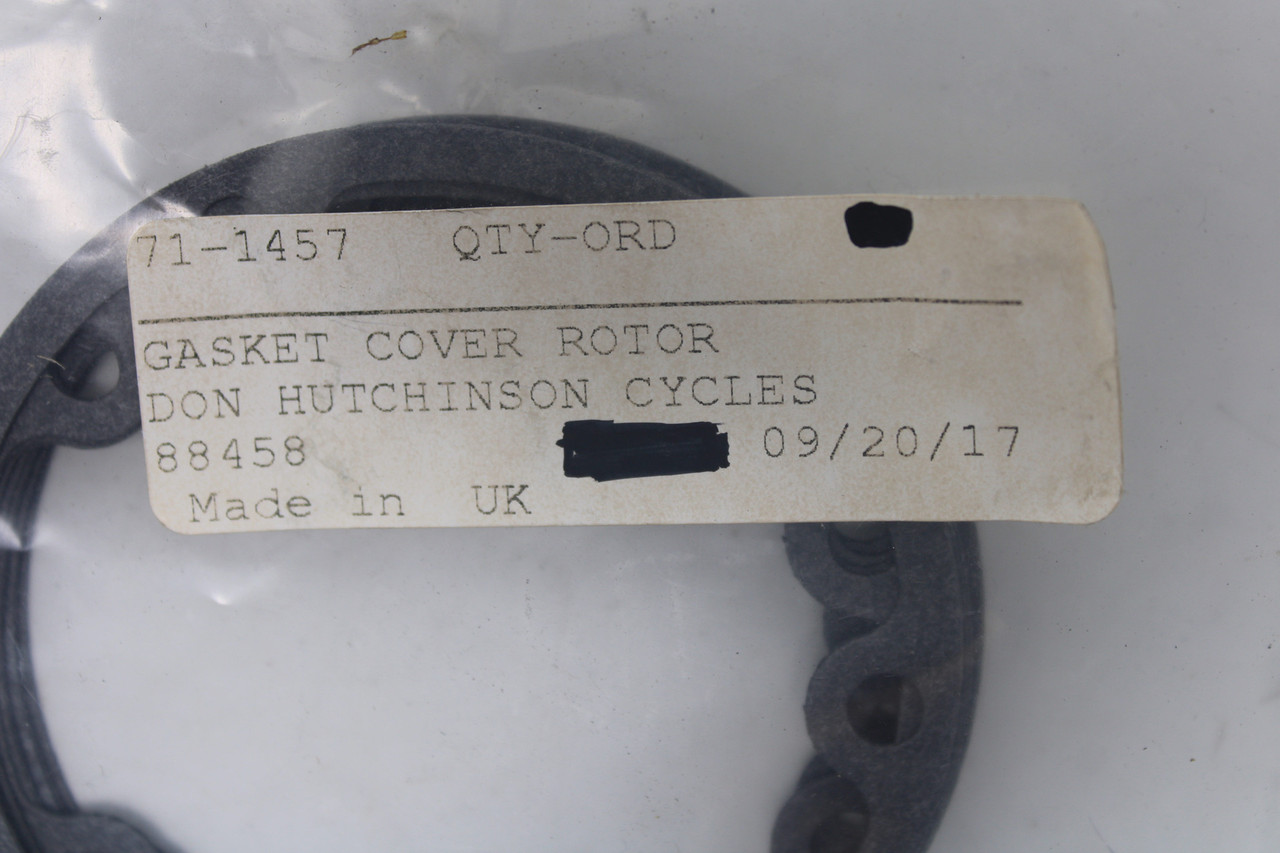 71-1457 QTY-ORD
GASKET COVER ROTOR
DON HUTCHINSON CYCLES
88458 09/20/17
Made in UK